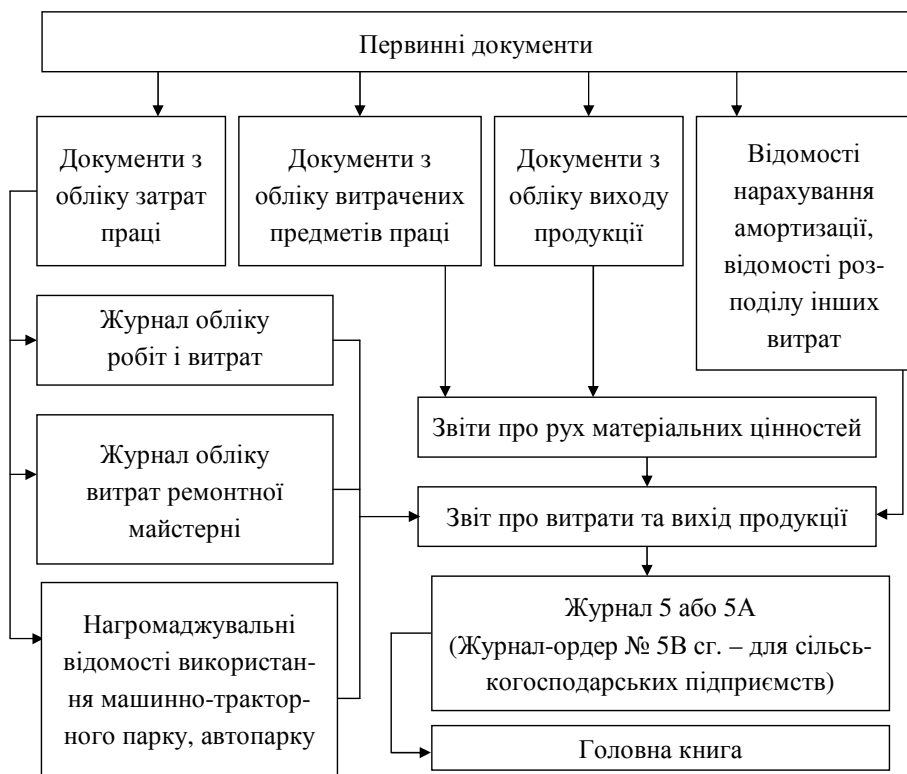 Первинні документи
Документи з
обліку затрат
праці
Документи з
обліку витрачених
предметів праці
Документи з
обліку виходу
продукції
Відомості
нарахування
амортизації,
відомості роз-
поділу інших
витрат
Журнал обліку
робіт і витрат
Звіти про рух матеріальних цінностей
Журнал обліку
витрат ремонтної
майстерні
Звіт про витрати та вихід продукції
Нагромаджувальні
відомості використан-
ня машинно-трактор-
ного парку, автопарку
Журнал 5 або 5А
(Журнал-ордер № 5В сг. – для сільсь-
когосподарських підприємств)
Головна книга